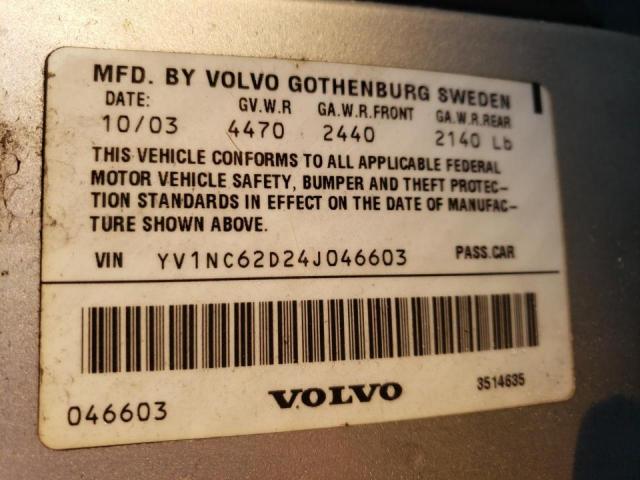 MFD. BY VOLVO GOTHENBURG SWEDEN
DATE: GV.W.R GA.W.R.FRONT GA.W.R.REAR
10/03 4470 2440 2140 Lb
THIS VEHICLE CONFORMS TO ALL APPLICABLE FEDERAL
MOTOR VEHICLE SAFETY, BUMPER AND THEFT PROTEC-
TION STANDARDS IN EFFECT ON THE DATE OF MANUFAC-
TURE SHOWN ABOVE.
VIN YV1NC62D24J046603 PASS.CAR
046603 VOLVO 3514635